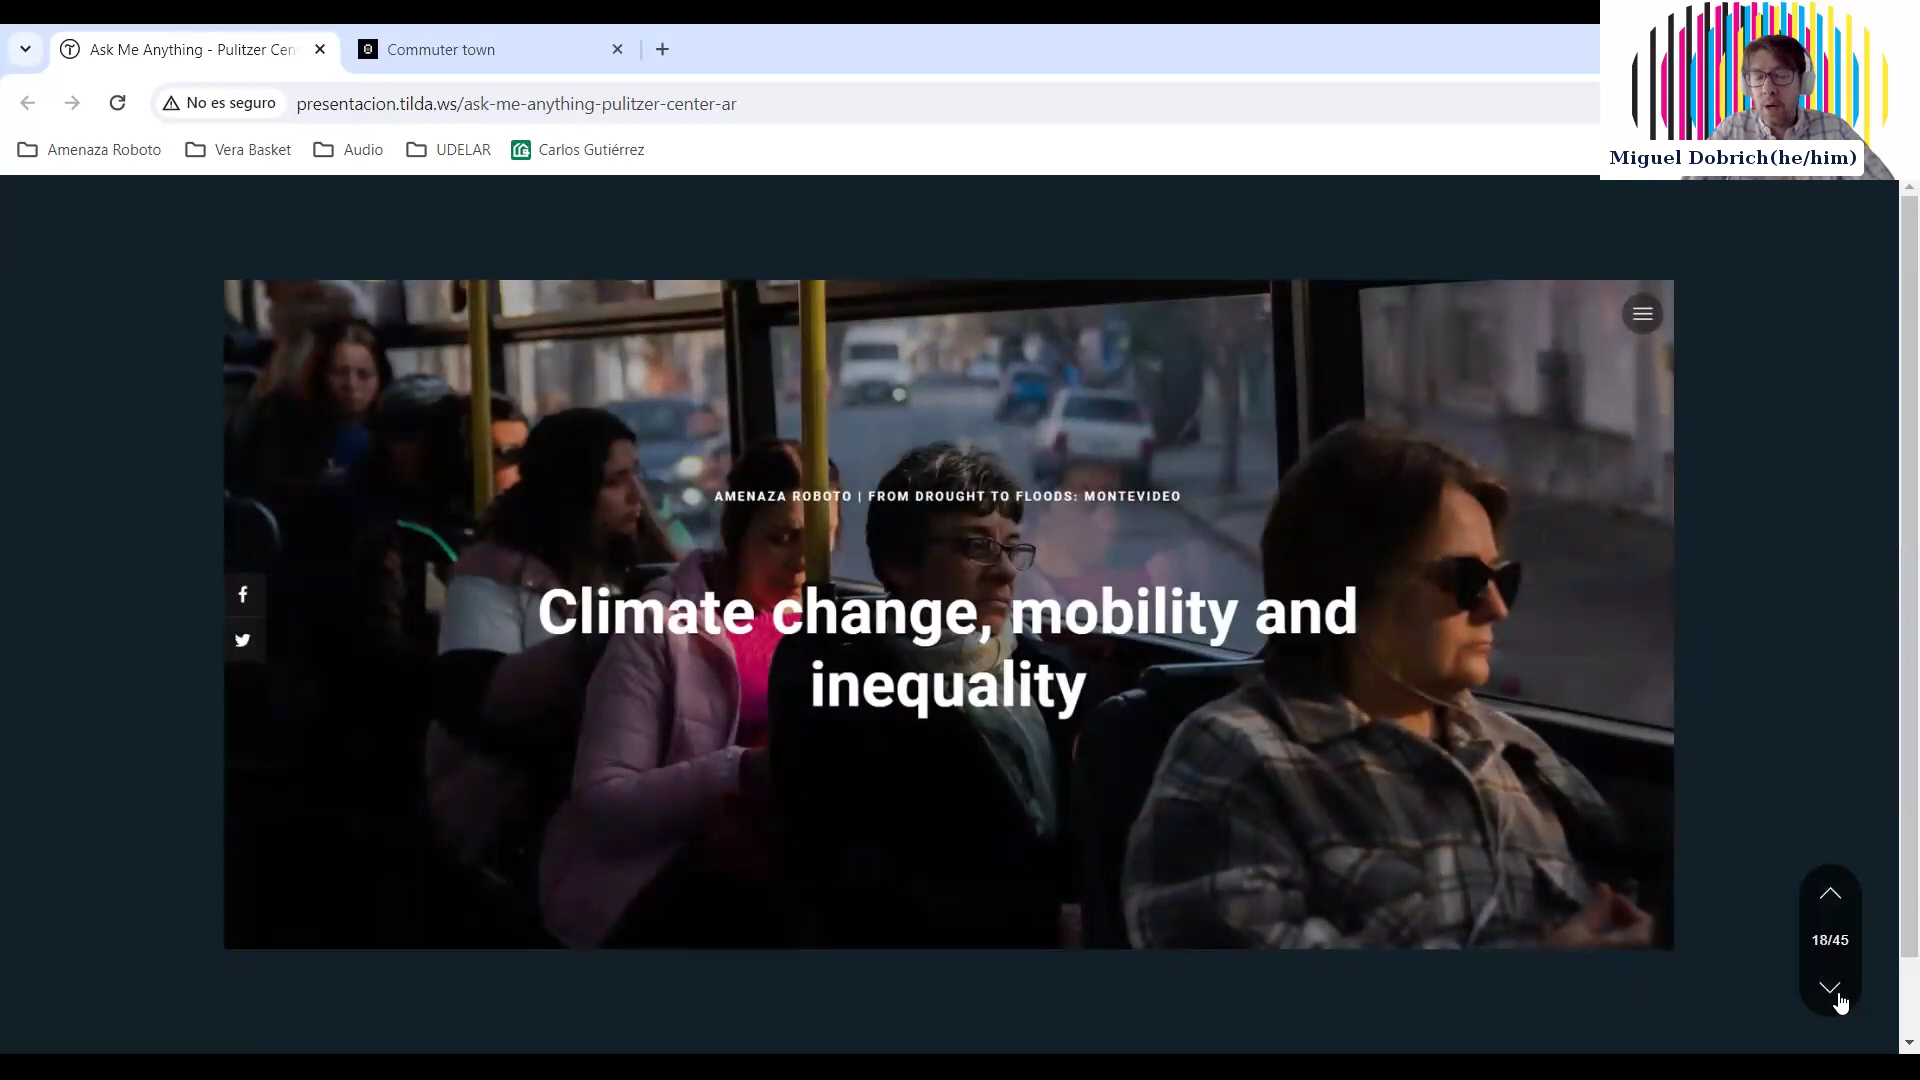 Ask Me Anything - Pulitzer Cen
Commuter town
No es seguro
presentacion.tilda.ws/ask-me-anything-pulitzer-center-ar
Amenaza Roboto
Vera Basket
Audio
UDELAR
Carlos Gutiérrez
Miguel Dobrich(he/him)
AMENAZA ROBOTO | FROM DROUGHT TO FLOODS: MONTEVIDEO
Climate change, mobility and
inequality
18/45